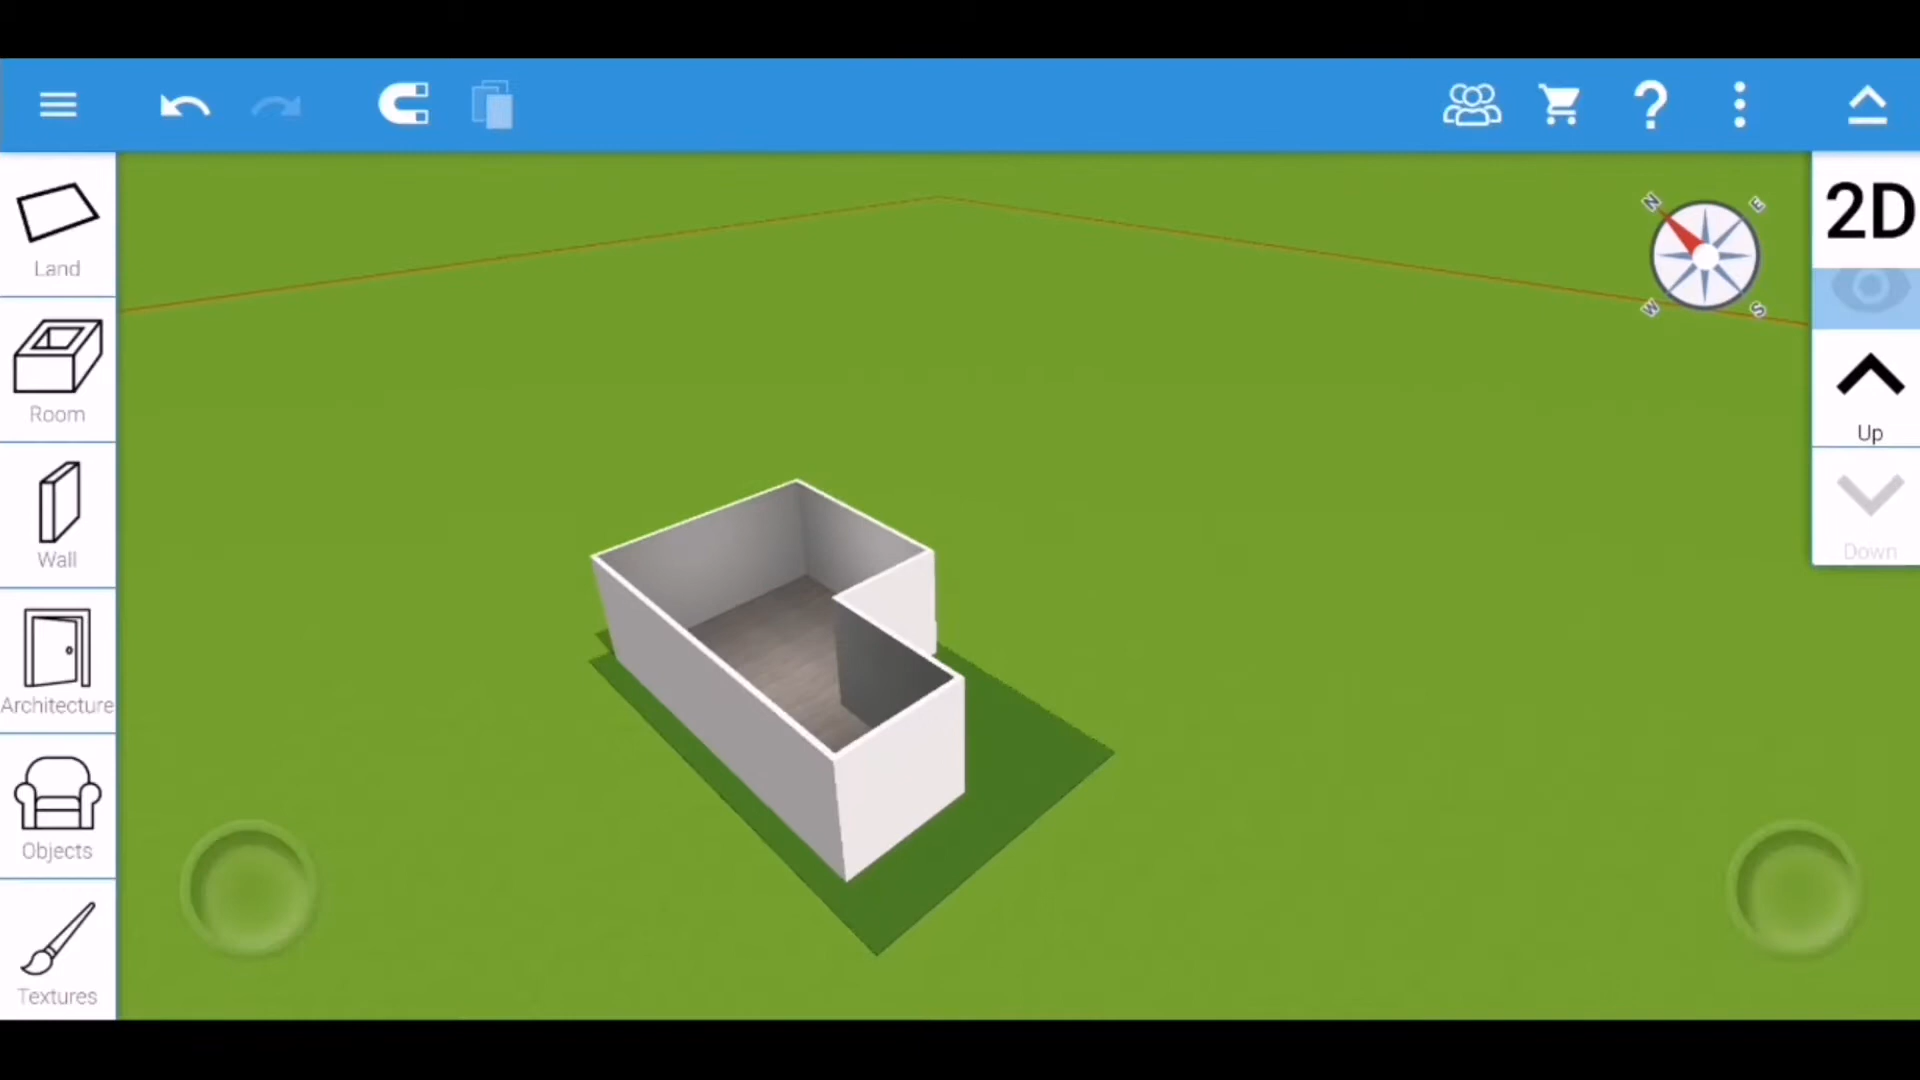 N
E
W
S
2D
Land
Room
Up
Wall
Down
Architecture
Objects
Textures